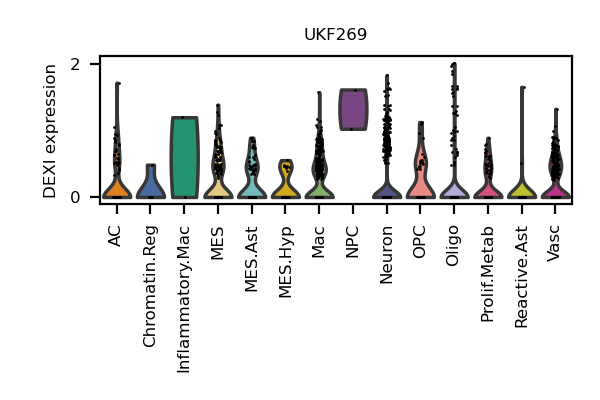 UKF269
DEXI expression
2
0
AC
Chromatin.Reg
Inflammatory.Mac
MES
MES.Ast
MES.Hyp
Mac
NPC
Neuron
OPC
Oligo
Prolif.Metab
Reactive.Ast
Vasc